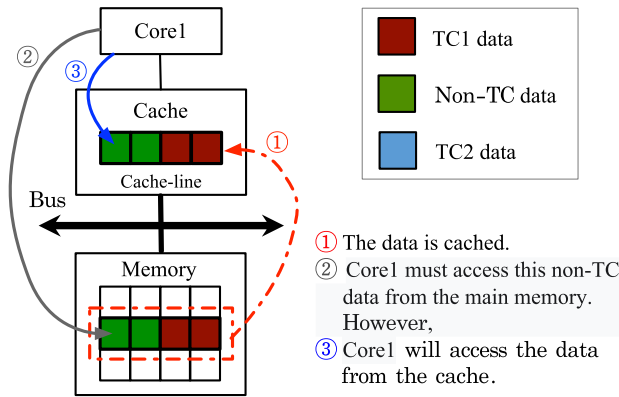 Core1
②
③
Cache
①
Cache-line
Bus
Memory
TC1 data
Non-TC data
TC2 data
① The data is cached.
② Core1 must access this non-TC
data from the main memory.
However,
③ Core1 will access the data
from the cache.